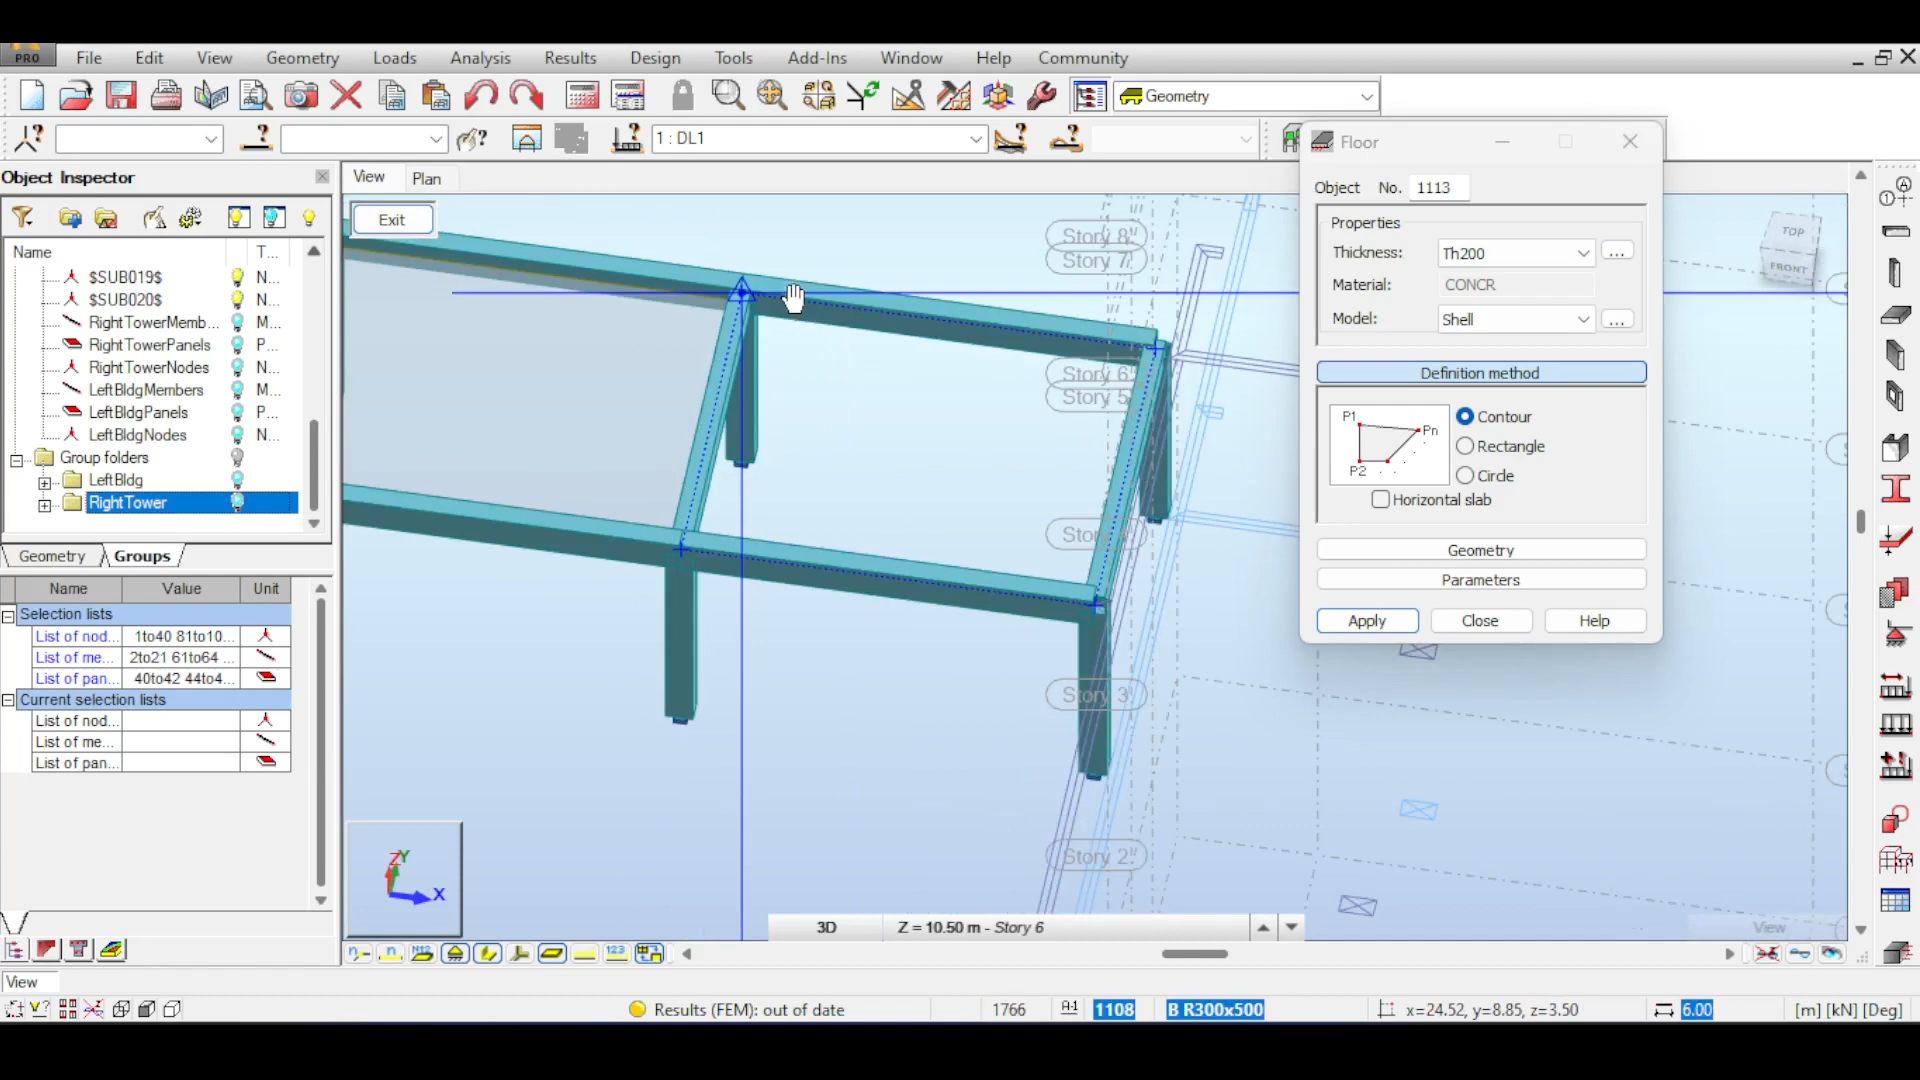 PRO
File Edit View Geometry Loads Analysis Results Design Tools Add-Ins Window Help Community
Geometry
1 : DL1
Object Inspector
View Plan
Exit
Name T...
$SUB019$ N...
$SUB020$ N...
RightTowerMemb... M...
RightTowerPanels P...
RightTowerNodes N...
LeftBldgMembers M...
LeftBldgPanels P...
LeftBldgNodes N...
Group folders
LeftBldg
RightTower
Geometry Groups
Name Value Unit
Selection lists
List of nod... 1to40 81to10...
List of me... 2to21 61to64 ...
List of pan... 40to42 44to4...
Current selection lists
List of nod...
List of me...
List of pan...
Story 8
Story 7
Story 6
Story 5
Story 3
Story 2
TOP
FRONT
Floor
Object No. 1113
Properties
Thickness: Th200 ...
Material: CONCR
Model: Shell ...
Definition method
P1
Pn
P2
Contour
Rectangle
Circle
Horizontal slab
Geometry
Parameters
Apply Close Help
Z Y
X
3D Z = 10.50 m - Story 6
View
View
Results (FEM): out of date 1766 1108 B R300x500 x=24.52, y=8.85, z=3.50 6.00 [m] [kN] [Deg]